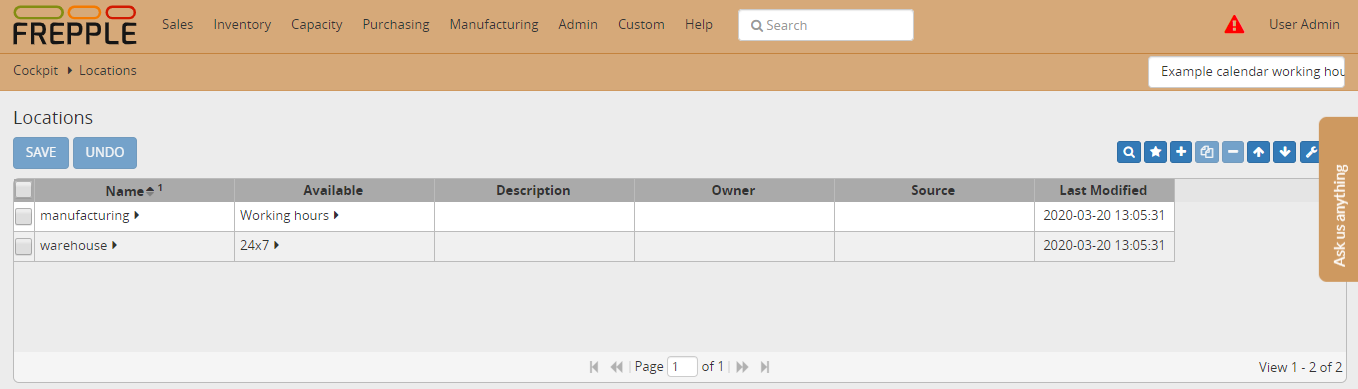 FREPPLE Sales Inventory Capacity Purchasing Manufacturing Admin Custom Help Search User Admin
Cockpit Locations Example calendar working hou
Locations
SAVE UNDO
Name 1 Available Description Owner Source Last Modified
manufacturing Working hours 2020-03-20 13:05:31
warehouse 24x7 2020-03-20 13:05:31
Ask us anything
Page 1 of 1 View 1 - 2 of 2